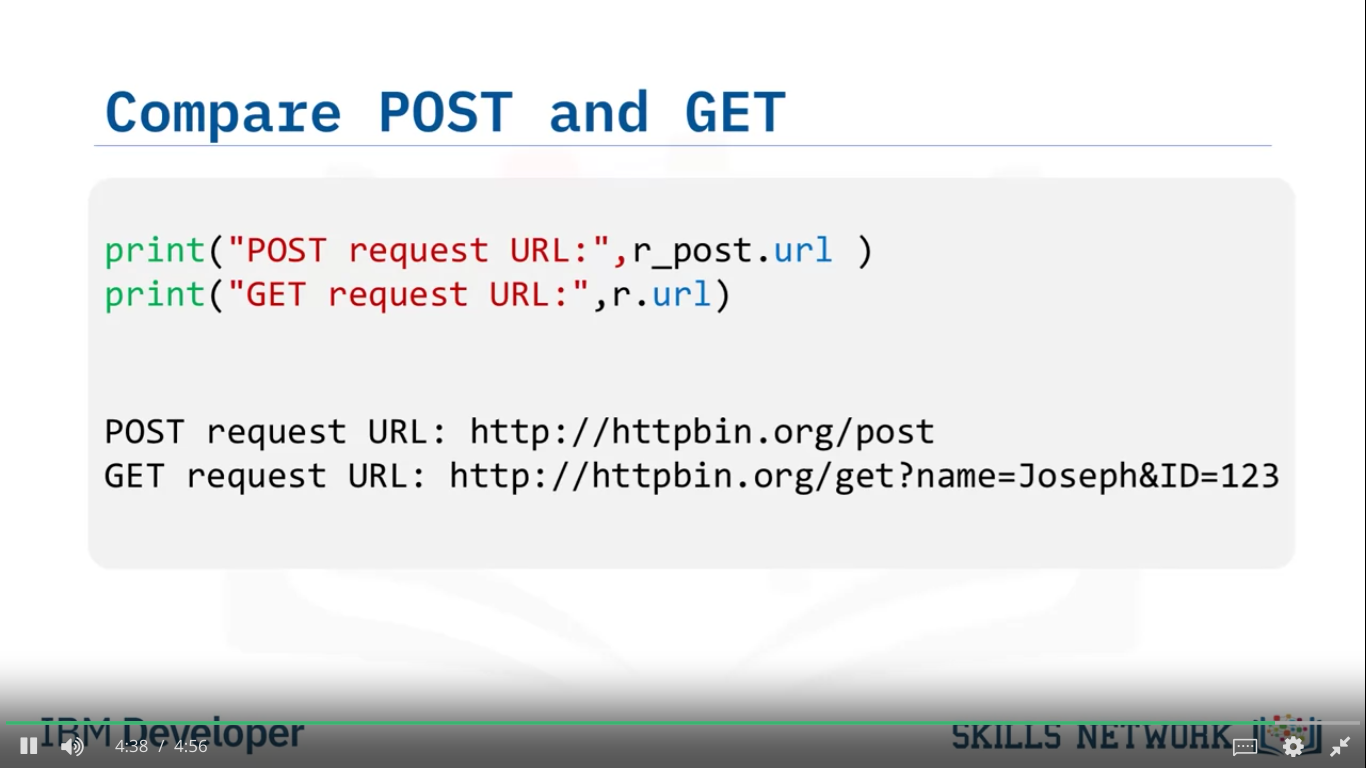 Compare POST and GET
print("POST request URL:",r_post.url )
print("GET request URL:",r.url)
POST request URL: http://httpbin.org/post
GET request URL: http://httpbin.org/get?name=Joseph&ID=123
IBM Developer
SKILLS NETWORK
4:38 / 4:56